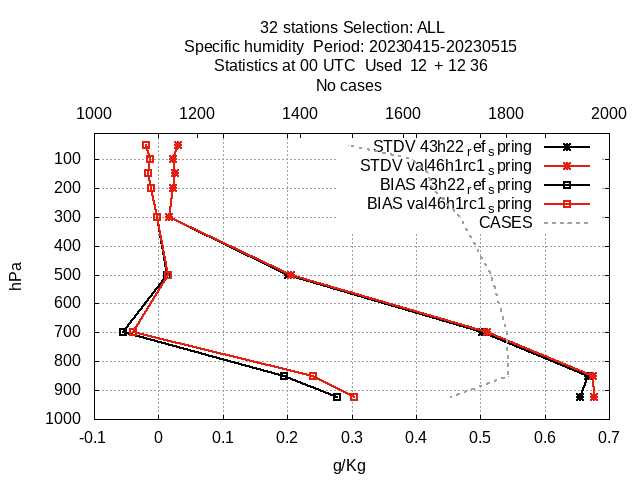 32 stations Selection: ALL
Specific humidity  Period: 20230415-20230515
Statistics at 00 UTC  Used  12  + 12 36
No cases
1000 1200 1400 1600 1800 2000
STDV 43h22_ref_spring
STDV val46h1rc1_spring
BIAS 43h22_ref_spring
BIAS val46h1rc1_spring
CASES
hPa
100
200
300
400
500
600
700
800
900
1000
-0.1 0 0.1 0.2 0.3 0.4 0.5 0.6 0.7
g/Kg